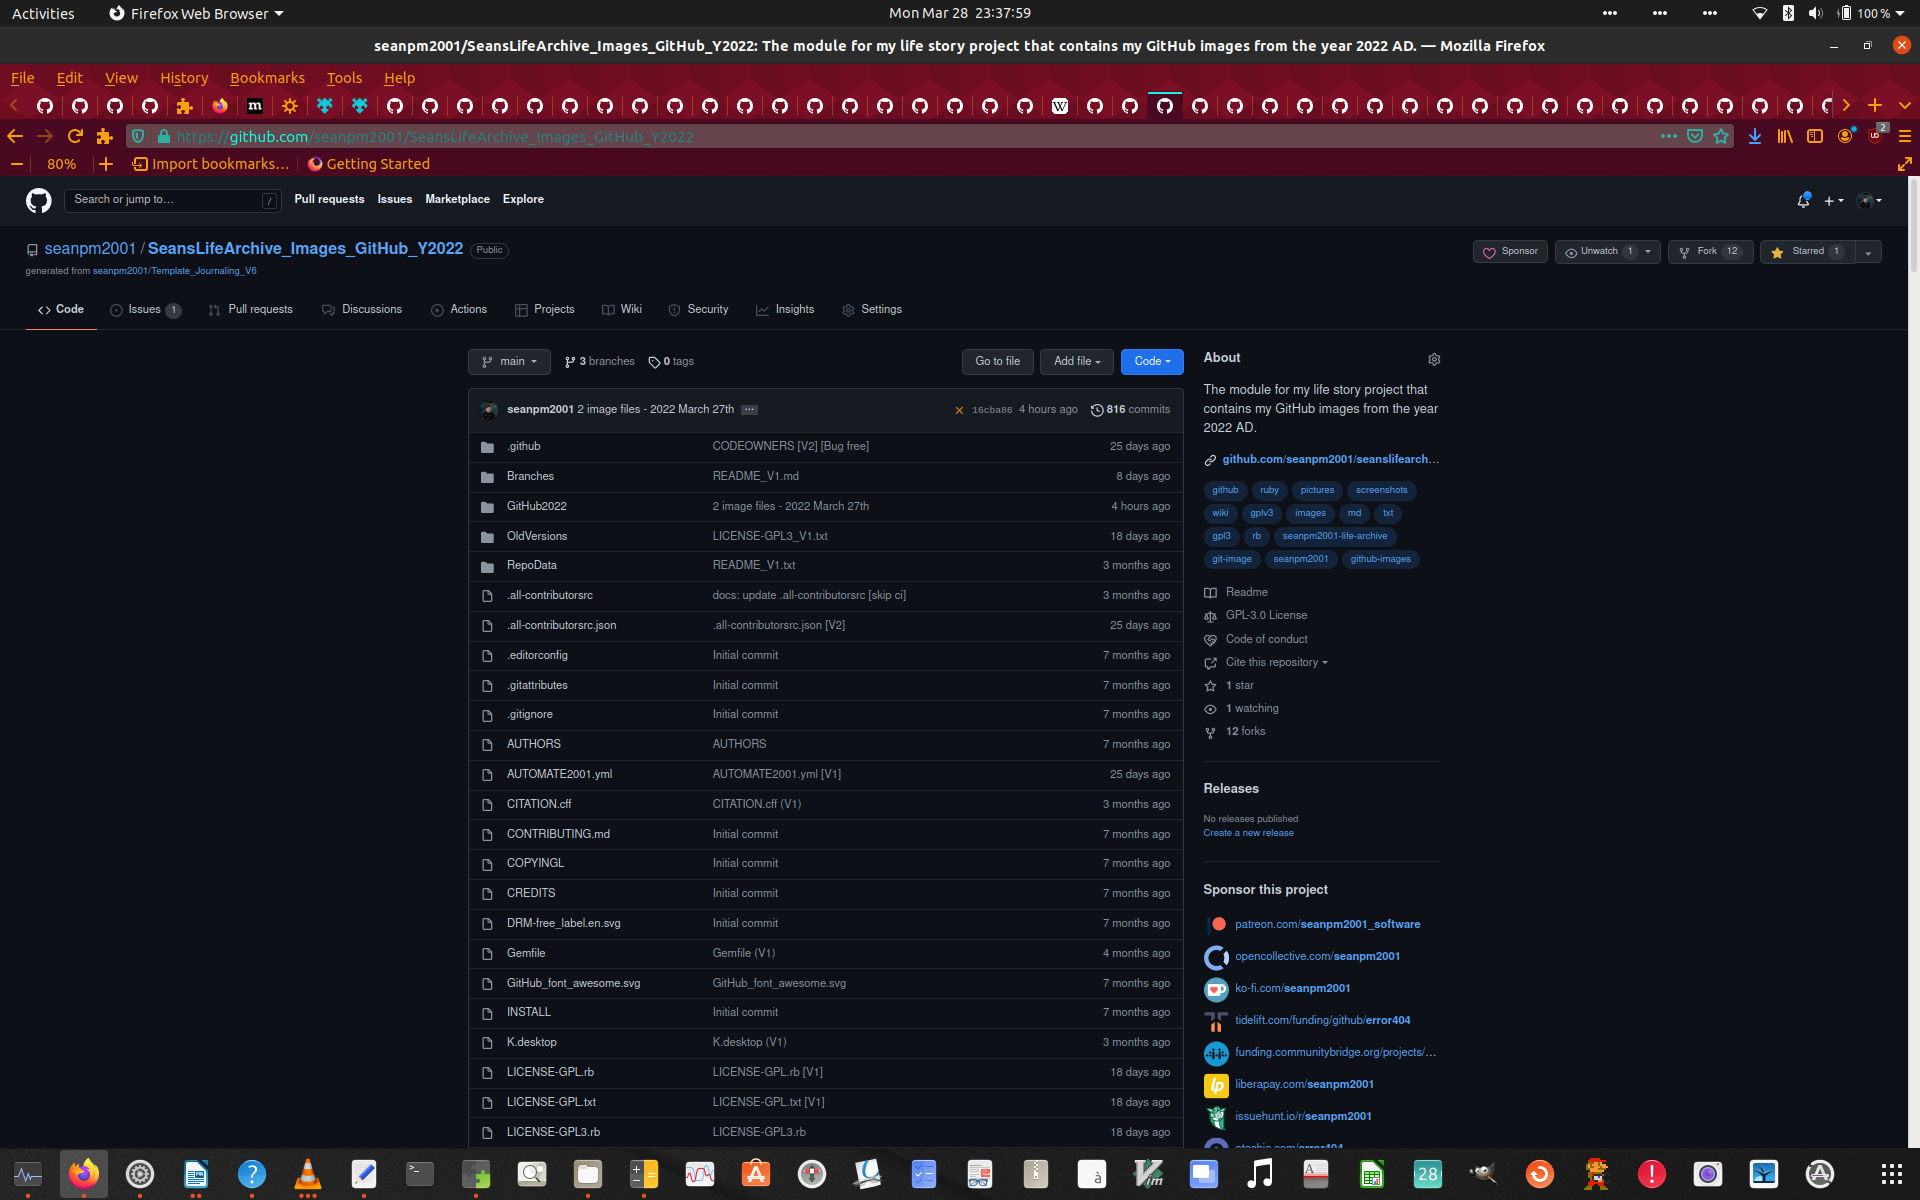 Activities
Firefox Web Browser
Mon Mar 28 23:37:59
100 %
seanpm2001/SeansLifeArchive_Images_GitHub_Y2022: The module for my life story project that contains my GitHub images from the year 2022 AD. — Mozilla Firefox
File Edit View History Bookmarks Tools Help
https://github.com/seanpm2001/SeansLifeArchive_Images_GitHub_Y2022
2
80%
Import bookmarks…
Getting Started
Search or jump to…
/
Pull requests Issues Marketplace Explore
seanpm2001 / SeansLifeArchive_Images_GitHub_Y2022 Public
generated from seanpm2001/Template_Journaling_V6
Sponsor
Unwatch 1
Fork 12
Starred 1
Code
Issues 1
Pull requests
Discussions
Actions
Projects
Wiki
Security
Insights
Settings
main
3 branches
0 tags
Go to file
Add file
Code
seanpm2001 2 image files - 2022 March 27th
16cba86 4 hours ago
816 commits
.github CODEOWNERS [V2] [Bug free] 25 days ago
Branches README_V1.md 8 days ago
GitHub2022 2 image files - 2022 March 27th 4 hours ago
OldVersions LICENSE-GPL3_V1.txt 18 days ago
RepoData README_V1.txt 3 months ago
.all-contributorsrc docs: update .all-contributorsrc [skip ci] 3 months ago
.all-contributorsrc.json .all-contributorsrc.json [V2] 25 days ago
.editorconfig Initial commit 7 months ago
.gitattributes Initial commit 7 months ago
.gitignore Initial commit 7 months ago
AUTHORS AUTHORS 7 months ago
AUTOMATE2001.yml AUTOMATE2001.yml [V1] 25 days ago
CITATION.cff CITATION.cff (V1) 3 months ago
CONTRIBUTING.md Initial commit 7 months ago
COPYINGL Initial commit 7 months ago
CREDITS Initial commit 7 months ago
DRM-free_label.en.svg Initial commit 7 months ago
Gemfile Gemfile (V1) 4 months ago
GitHub_font_awesome.svg GitHub_font_awesome.svg 7 months ago
INSTALL Initial commit 7 months ago
K.desktop K.desktop (V1) 3 months ago
LICENSE-GPL.rb LICENSE-GPL.rb [V1] 18 days ago
LICENSE-GPL.txt LICENSE-GPL.txt [V1] 18 days ago
LICENSE-GPL3.rb LICENSE-GPL3.rb 18 days ago
About
The module for my life story project that
contains my GitHub images from the year
2022 AD.
github.com/seanpm2001/seanslifearch…
github ruby pictures screenshots
wiki gplv3 images md txt
gpl3 rb seanpm2001-life-archive
git-image seanpm2001 github-images
Readme
GPL-3.0 License
Code of conduct
Cite this repository
1 star
1 watching
12 forks
Releases
No releases published
Create a new release
Sponsor this project
patreon.com/seanpm2001_software
opencollective.com/seanpm2001
ko-fi.com/seanpm2001
tidelift.com/funding/github/error404
funding.communitybridge.org/projects/…
liberapay.com/seanpm2001
issuehunt.io/r/seanpm2001
28